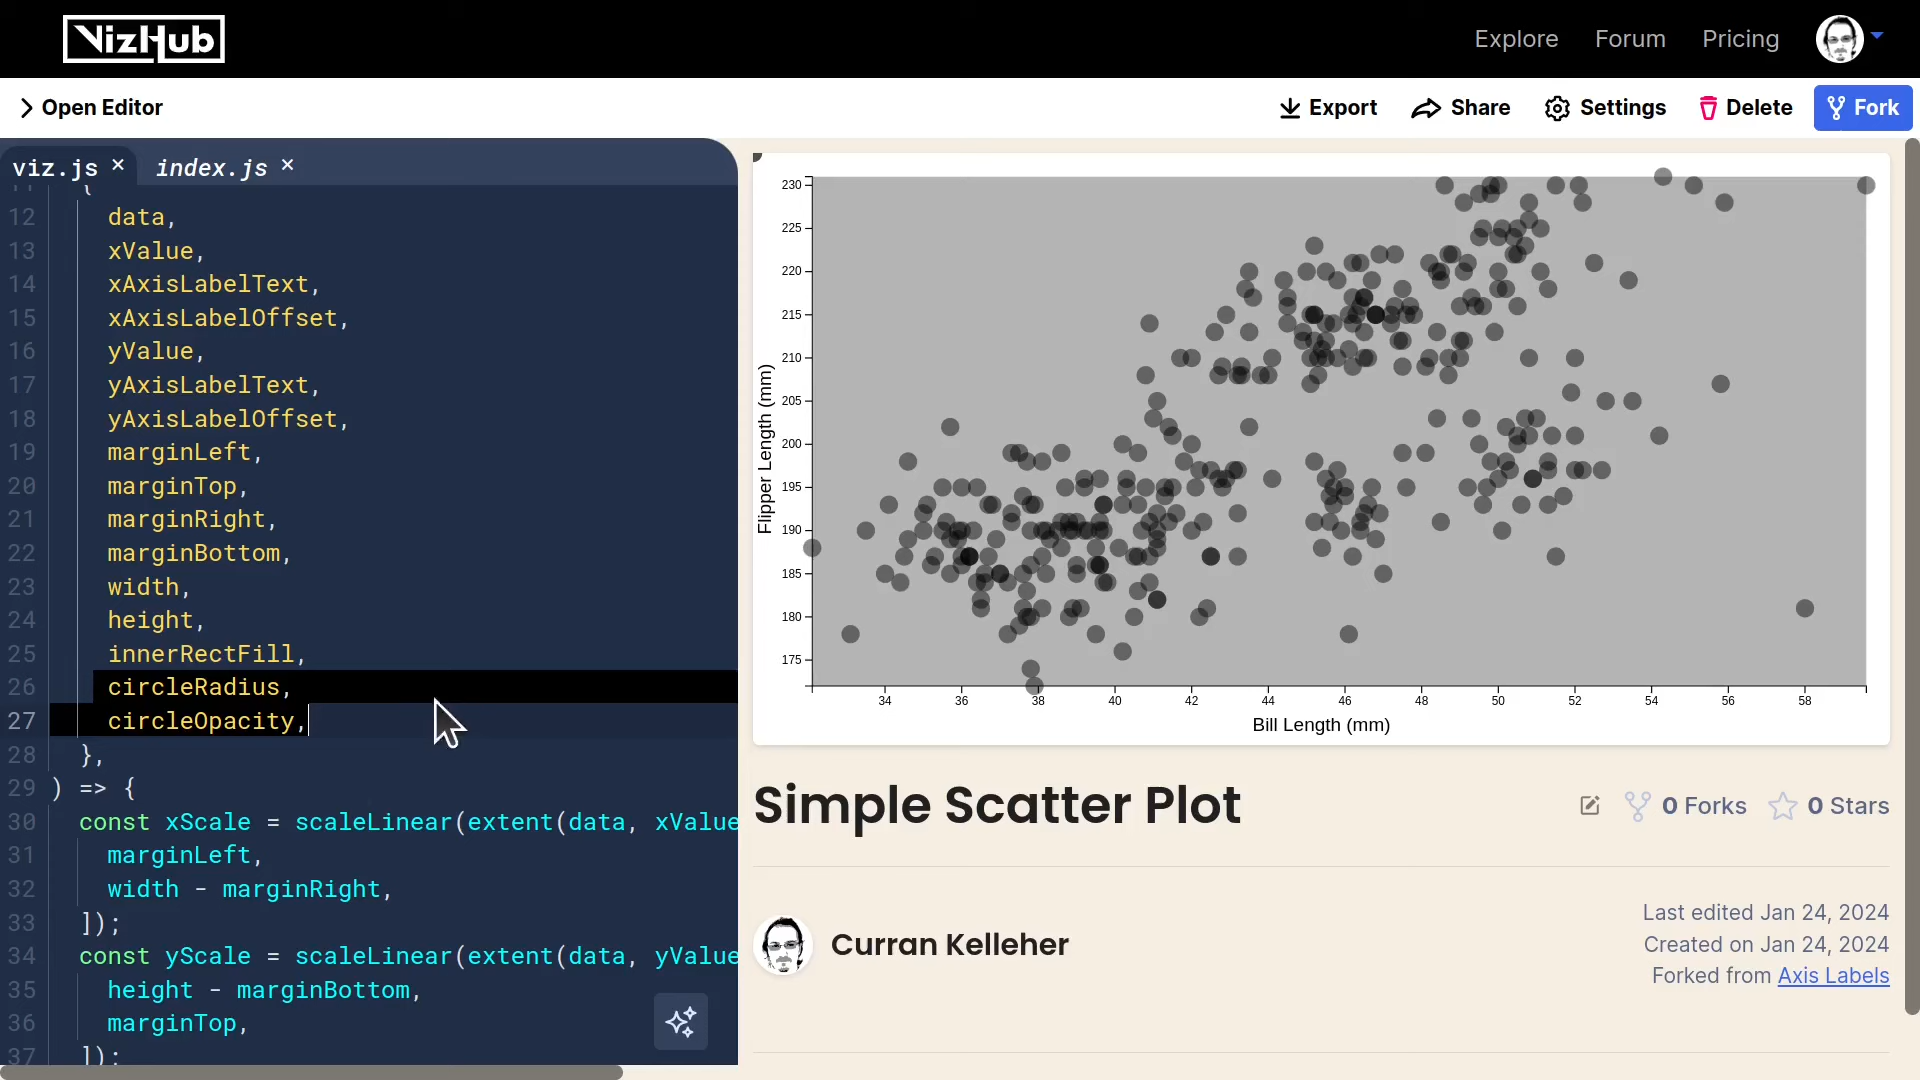 VizHub
Explore Forum Pricing
Open Editor
Export Share Settings Delete Fork
viz.js × index.js ×
{
12 data,
13 xValue,
14 xAxisLabelText,
15 xAxisLabelOffset,
16 yValue,
17 yAxisLabelText,
18 yAxisLabelOffset,
19 marginLeft,
20 marginTop,
21 marginRight,
22 marginBottom,
23 width,
24 height,
25 innerRectFill,
26 circleRadius,
27 circleOpacity,
28 },
29 ) => {
30 const xScale = scaleLinear(extent(data, xValue
31 marginLeft,
32 width - marginRight,
33 ]);
34 const yScale = scaleLinear(extent(data, yValue
35 height - marginBottom,
36 marginTop,
37 ]);
230
225
220
215
210
205
200
195
190
185
180
175
Flipper Length (mm)
34 36 38 40 42 44 46 48 50 52 54 56 58
Bill Length (mm)
Simple Scatter Plot
0 Forks 0 Stars
Curran Kelleher
Last edited Jan 24, 2024
Created on Jan 24, 2024
Forked from Axis Labels